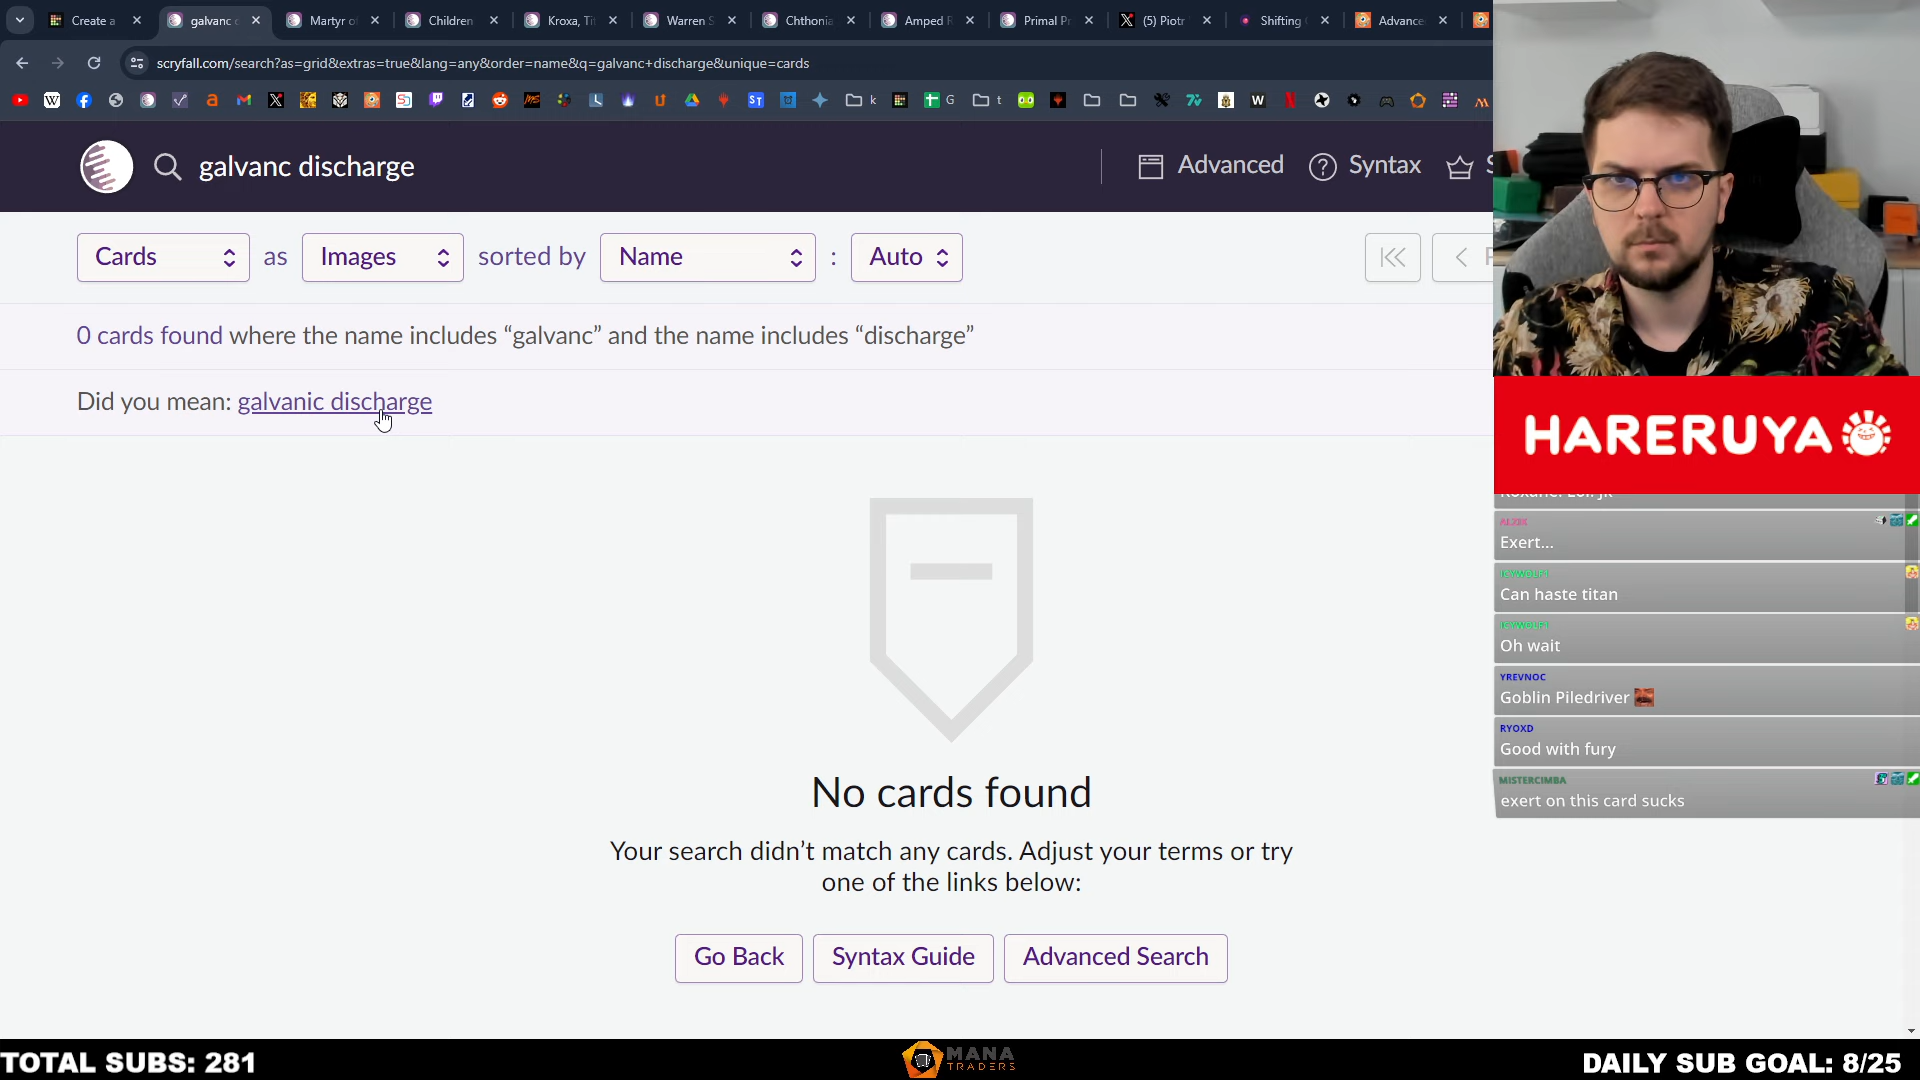 Create a
galvanc d
Martyr of
Children
Kroxa, Tit
Warren S
Chthonia
Amped R
Primal P
(5) Piotr
Shifting
Advance
scryfall.com/search?as=grid&extras=true&lang=any&order=name&q=galvanc+discharge&unique=cards
galvanc discharge
Advanced
Syntax
S
Cards
as
Images
sorted by
Name
:
Auto
0 cards found where the name includes “galvanc” and the name includes “discharge”
Did you mean: galvanic discharge
No cards found
Your search didn’t match any cards. Adjust your terms or try
one of the links below:
Go Back
Syntax Guide
Advanced Search
HARERUYA
Exert...
Can haste titan
Oh wait
YREVNOC
Goblin Piledriver
RYOXD
Good with fury
MISTERCIMBA
exert on this card sucks
TOTAL SUBS: 281
MANA
TRADERS
DAILY SUB GOAL: 8/25